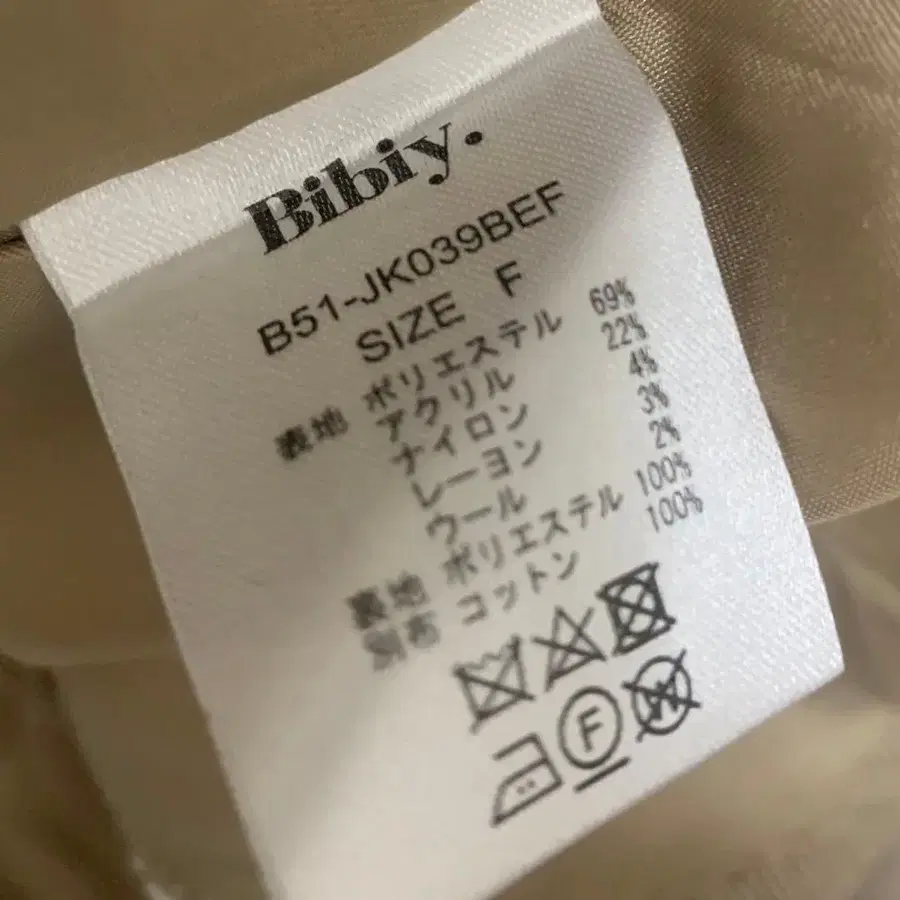 Bibiy.
B51-JK039BEF
SIZE F
表地 ポリエステル 69%
アクリル 22%
ナイロン 4%
レーヨン 3%
ウール 2%
裏地 ポリエステル 100%
別布 コットン 100%
F
W